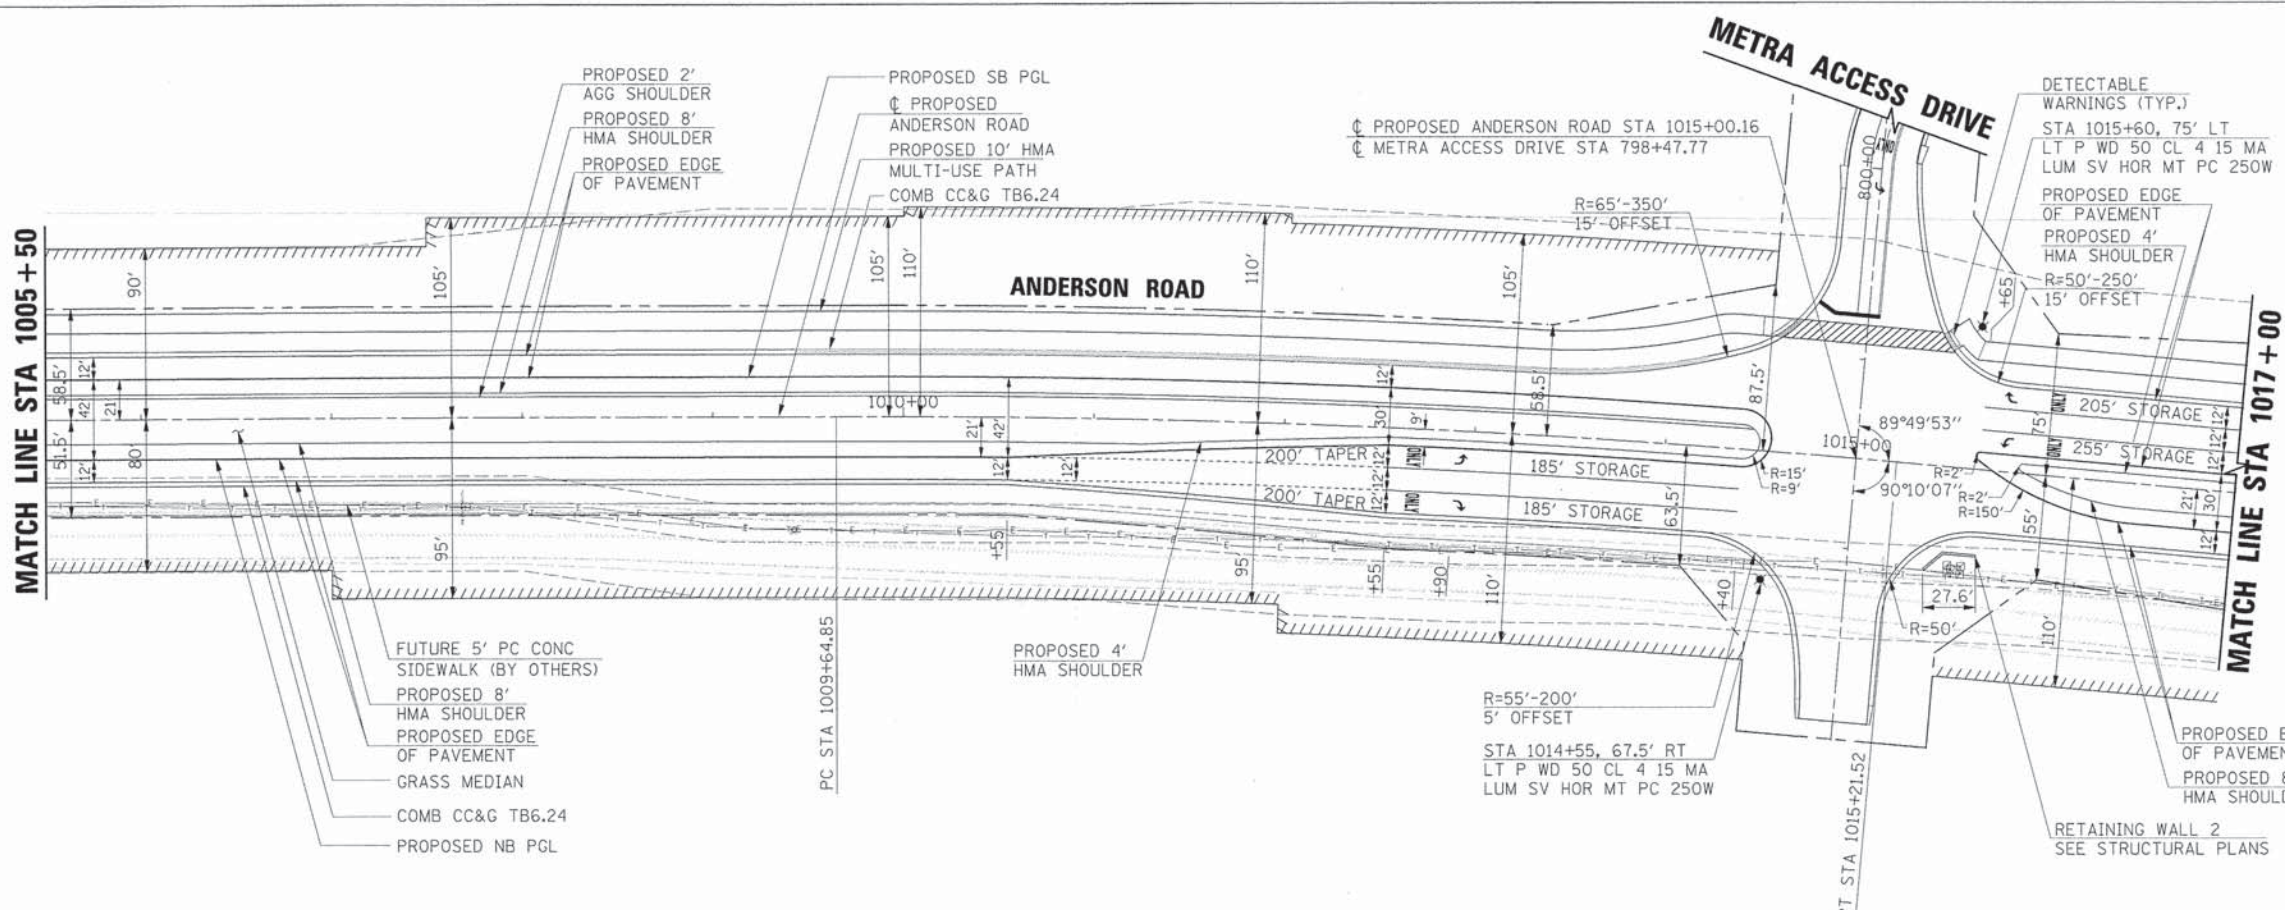 METRA ACCESS DRIVE
PROPOSED 2'
AGG SHOULDER
PROPOSED 8'
HMA SHOULDER
PROPOSED EDGE
OF PAVEMENT
PROPOSED SB PGL
℄ PROPOSED
ANDERSON ROAD
PROPOSED 10' HMA
MULTI-USE PATH
COMB CC&G TB6.24
℄ PROPOSED ANDERSON ROAD STA 1015+00.16
℄ METRA ACCESS DRIVE STA 798+47.77
R=65'-350'
15' OFFSET
800+00
ONLY
DETECTABLE
WARNINGS (TYP.)
STA 1015+60, 75' LT
LT P WD 50 CL 4 15 MA
LUM SV HOR MT PC 250W
PROPOSED EDGE
OF PAVEMENT
PROPOSED 4'
HMA SHOULDER
R=50'-250'
15' OFFSET
+65
MATCH LINE STA 1005+50
ANDERSON ROAD
MATCH LINE STA 1017+00
90'
105'
105'
110'
110'
105'
58.5'
12'
42'
21'
51.5'
12'
80'
95'
1010+00
21'
42'
12'
12'
+55
12'
30'
9'
12'
12'
12'
58.5'
87.5'
63.5'
200' TAPER
ONLY
185' STORAGE
200' TAPER
ONLY
185' STORAGE
R=15'
R=9'
1015+00
89°49'53"
90°10'07"
R=2'
R=2'
R=150'
ONLY
205' STORAGE
ONLY
255' STORAGE
75'
55'
12'
12'
12'
21'
30'
12'
95'
+55
+90
110'
+40
27.6'
R=50'
110'
FUTURE 5' PC CONC
SIDEWALK (BY OTHERS)
PROPOSED 8'
HMA SHOULDER
PROPOSED EDGE
OF PAVEMENT
GRASS MEDIAN
COMB CC&G TB6.24
PROPOSED NB PGL
PC STA 1009+64.85
PROPOSED 4'
HMA SHOULDER
R=55'-200'
5' OFFSET
STA 1014+55, 67.5' RT
LT P WD 50 CL 4 15 MA
LUM SV HOR MT PC 250W
STA 1015+21.52
PROPOSED
OF
PROPOSED
HMA
RETAINING WALL 2
SEE STRUCTURAL PLANS